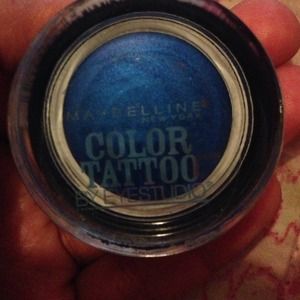 MAYBELLINE
NEW YORK
COLOR
TATTOO
BY EYESTUDIO